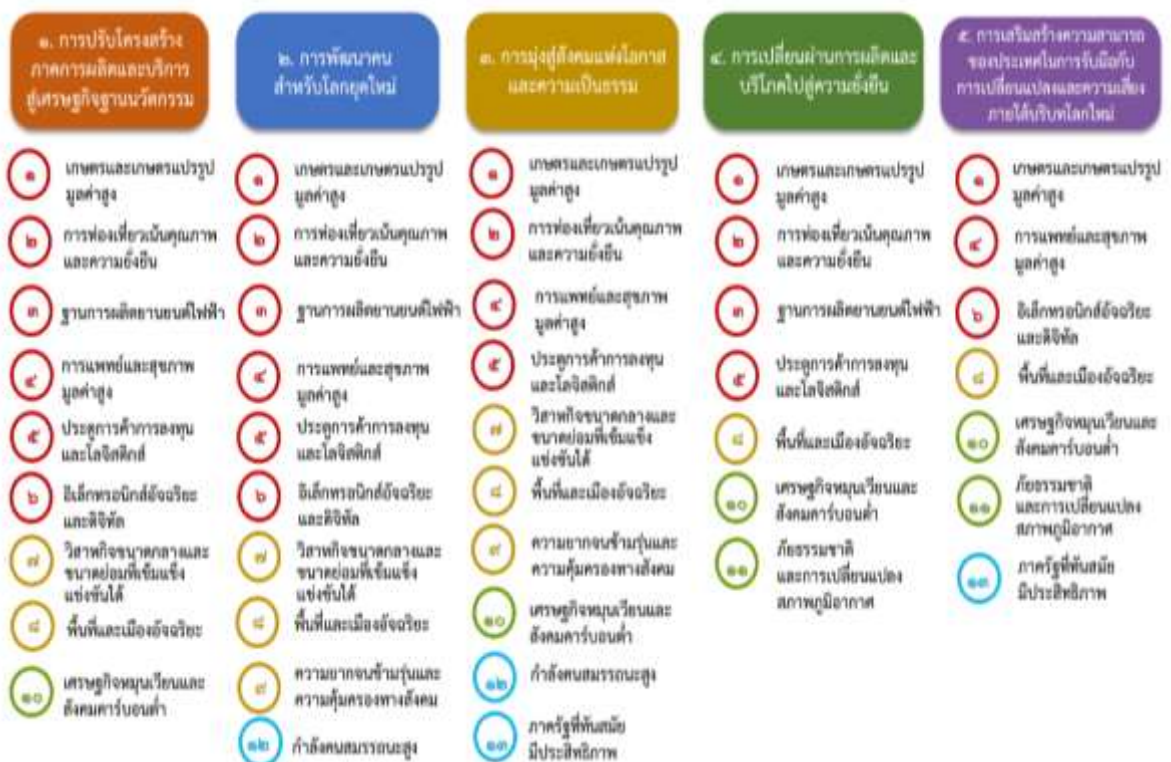 ๑. การปรับโครงสร้าง
ภาคการผลิตและบริการ
สู่เศรษฐกิจฐานนวัตกรรม
๑
เกษตรและเกษตรแปรรูป
มูลค่าสูง
๒
การท่องเที่ยวเน้นคุณภาพ
และความยั่งยืน
๓
ฐานการผลิตยานยนต์ไฟฟ้า
๔
การแพทย์และสุขภาพ
มูลค่าสูง
๕
ประตูการค้าการลงทุน
และโลจิสติกส์
๖
อิเล็กทรอนิกส์อัจฉริยะ
และดิจิทัล
๗
วิสาหกิจขนาดกลางและ
ขนาดย่อมที่เข้มแข็ง
แข่งขันได้
๘
พื้นที่และเมืองอัจฉริยะ
๑๐
เศรษฐกิจหมุนเวียนและ
สังคมคาร์บอนต่ำ
๒. การพัฒนาคน
สำหรับโลกยุคใหม่
๑
เกษตรและเกษตรแปรรูป
มูลค่าสูง
๒
การท่องเที่ยวเน้นคุณภาพ
และความยั่งยืน
๓
ฐานการผลิตยานยนต์ไฟฟ้า
๔
การแพทย์และสุขภาพ
มูลค่าสูง
๕
ประตูการค้าการลงทุน
และโลจิสติกส์
๖
อิเล็กทรอนิกส์อัจฉริยะ
และดิจิทัล
๗
วิสาหกิจขนาดกลางและ
ขนาดย่อมที่เข้มแข็ง
แข่งขันได้
๘
พื้นที่และเมืองอัจฉริยะ
๙
ความยากจนข้ามรุ่นและ
ความคุ้มครองทางสังคม
๑๒
กำลังคนสมรรถนะสูง
๓. การมุ่งสู่สังคมแห่งโอกาส
และความเป็นธรรม
๑
เกษตรและเกษตรแปรรูป
มูลค่าสูง
๒
การท่องเที่ยวเน้นคุณภาพ
และความยั่งยืน
๔
การแพทย์และสุขภาพ
มูลค่าสูง
๕
ประตูการค้าการลงทุน
และโลจิสติกส์
๗
วิสาหกิจขนาดกลางและ
ขนาดย่อมที่เข้มแข็ง
แข่งขันได้
๘
พื้นที่และเมืองอัจฉริยะ
๙
ความยากจนข้ามรุ่นและ
ความคุ้มครองทางสังคม
๑๐
เศรษฐกิจหมุนเวียนและ
สังคมคาร์บอนต่ำ
๑๒
กำลังคนสมรรถนะสูง
๑๓
ภาครัฐที่ทันสมัย
มีประสิทธิภาพ
๔. การเปลี่ยนผ่านการผลิตและ
บริโภคไปสู่ความยั่งยืน
๑
เกษตรและเกษตรแปรรูป
มูลค่าสูง
๒
การท่องเที่ยวเน้นคุณภาพ
และความยั่งยืน
๓
ฐานการผลิตยานยนต์ไฟฟ้า
๕
ประตูการค้าการลงทุน
และโลจิสติกส์
๘
พื้นที่และเมืองอัจฉริยะ
๑๐
เศรษฐกิจหมุนเวียนและ
สังคมคาร์บอนต่ำ
๑๑
ภัยธรรมชาติ
และการเปลี่ยนแปลง
สภาพภูมิอากาศ
๕. การเสริมสร้างความสามารถ
ของประเทศในการรับมือกับ
การเปลี่ยนแปลงและความเสี่ยง
ภายใต้บริบทโลกใหม่
๑
เกษตรและเกษตรแปรรูป
มูลค่าสูง
๔
การแพทย์และสุขภาพ
มูลค่าสูง
๖
อิเล็กทรอนิกส์อัจฉริยะ
และดิจิทัล
๘
พื้นที่และเมืองอัจฉริยะ
๑๐
เศรษฐกิจหมุนเวียนและ
สังคมคาร์บอนต่ำ
๑๑
ภัยธรรมชาติ
และการเปลี่ยนแปลง
สภาพภูมิอากาศ
๑๓
ภาครัฐที่ทันสมัย
มีประสิทธิภาพ